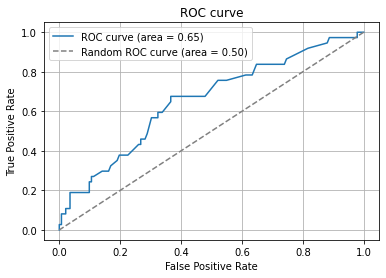 ROC curve
ROC curve (area = 0.65)
Random ROC curve (area = 0.50)
True Positive Rate
1.0
0.8
0.6
0.4
0.2
0.0
0.0 0.2 0.4 0.6 0.8 1.0
False Positive Rate